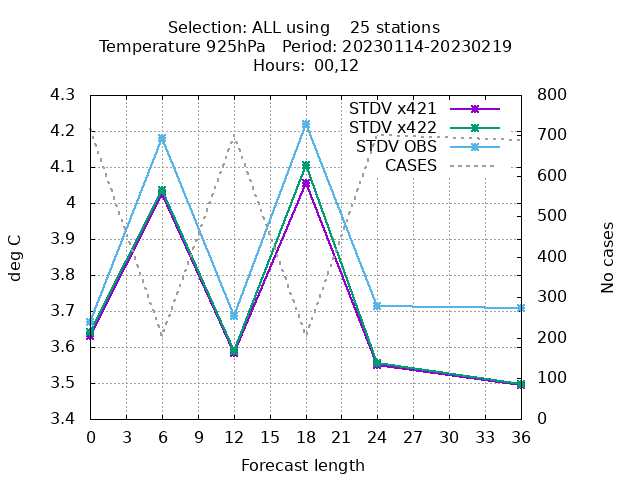 Selection: ALL using    25 stations
Temperature 925hPa   Period: 20230114-20230219
Hours:  00,12
STDV x421
STDV x422
STDV OBS
CASES
4.3
4.2
4.1
4
3.9
3.8
3.7
3.6
3.5
3.4
deg C
800
700
600
500
400
300
200
100
0
No cases
0 3 6 9 12 15 18 21 24 27 30 33 36
Forecast length